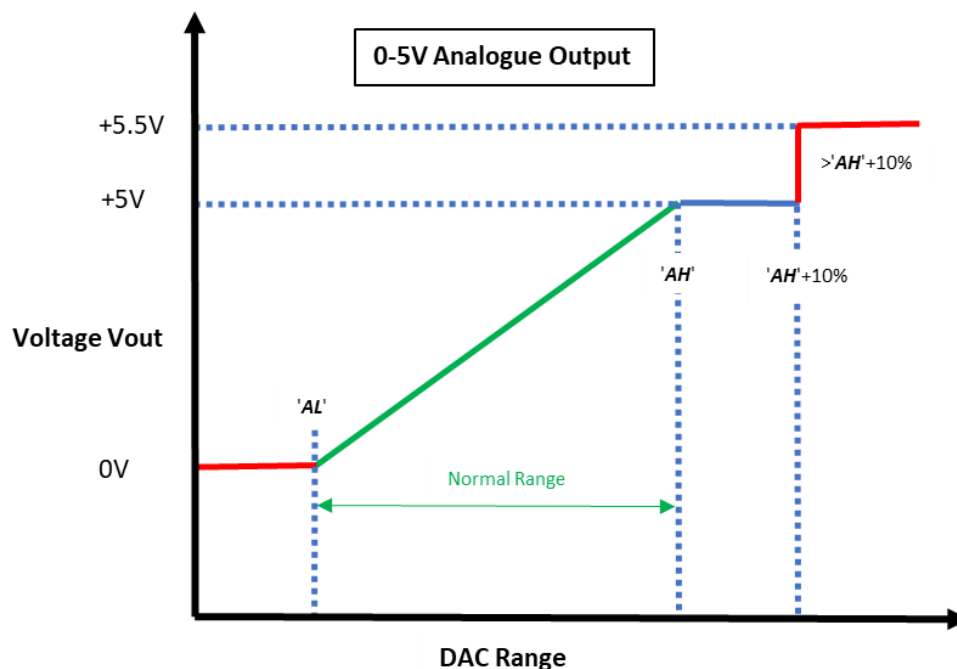 0-5V Analogue Output
+5.5V
>'AH'+10%
+5V
'AH'
'AH'+10%
Voltage Vout
'AL'
0V
Normal Range
DAC Range